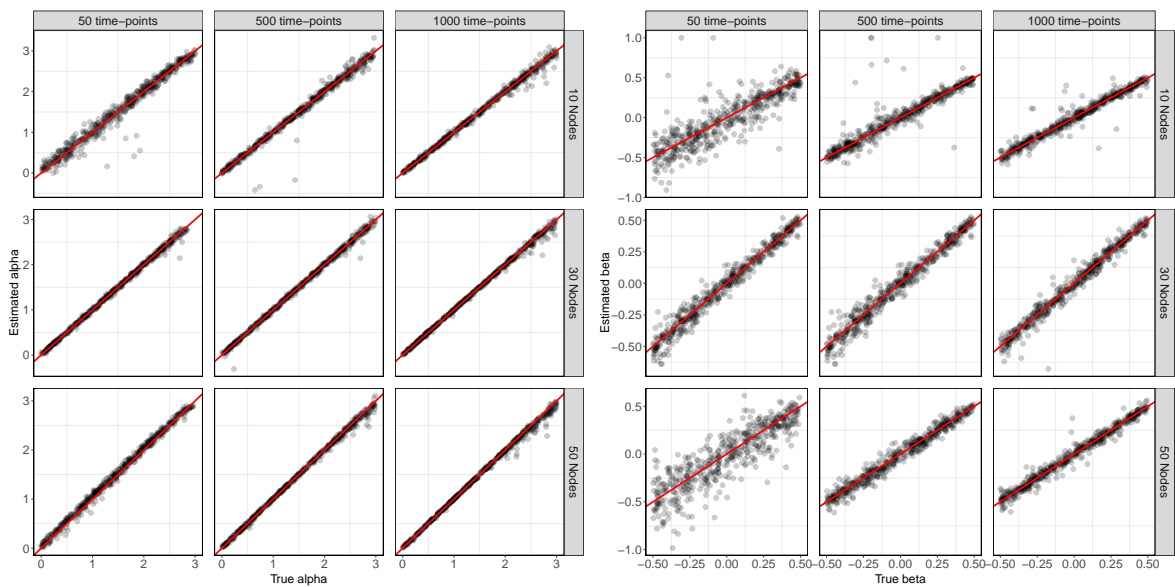 50 time−points 500 time−points 1000 time−points
3
2
1
0
10 Nodes
3
2
1
0
30 Nodes
3
2
1
0
50 Nodes
0 1 2 3 0 1 2 3 0 1 2 3
Estimated alpha
True alpha
50 time−points 500 time−points 1000 time−points
1.0
0.5
0.0
−0.5
−1.0
10 Nodes
0.50
0.25
0.00
−0.25
−0.50
30 Nodes
0.5
0.0
−0.5
−1.0
50 Nodes
−0.50 −0.25 0.00 0.25 0.50 −0.50 −0.25 0.00 0.25 0.50 −0.50 −0.25 0.00 0.25 0.50
Estimated beta
True beta